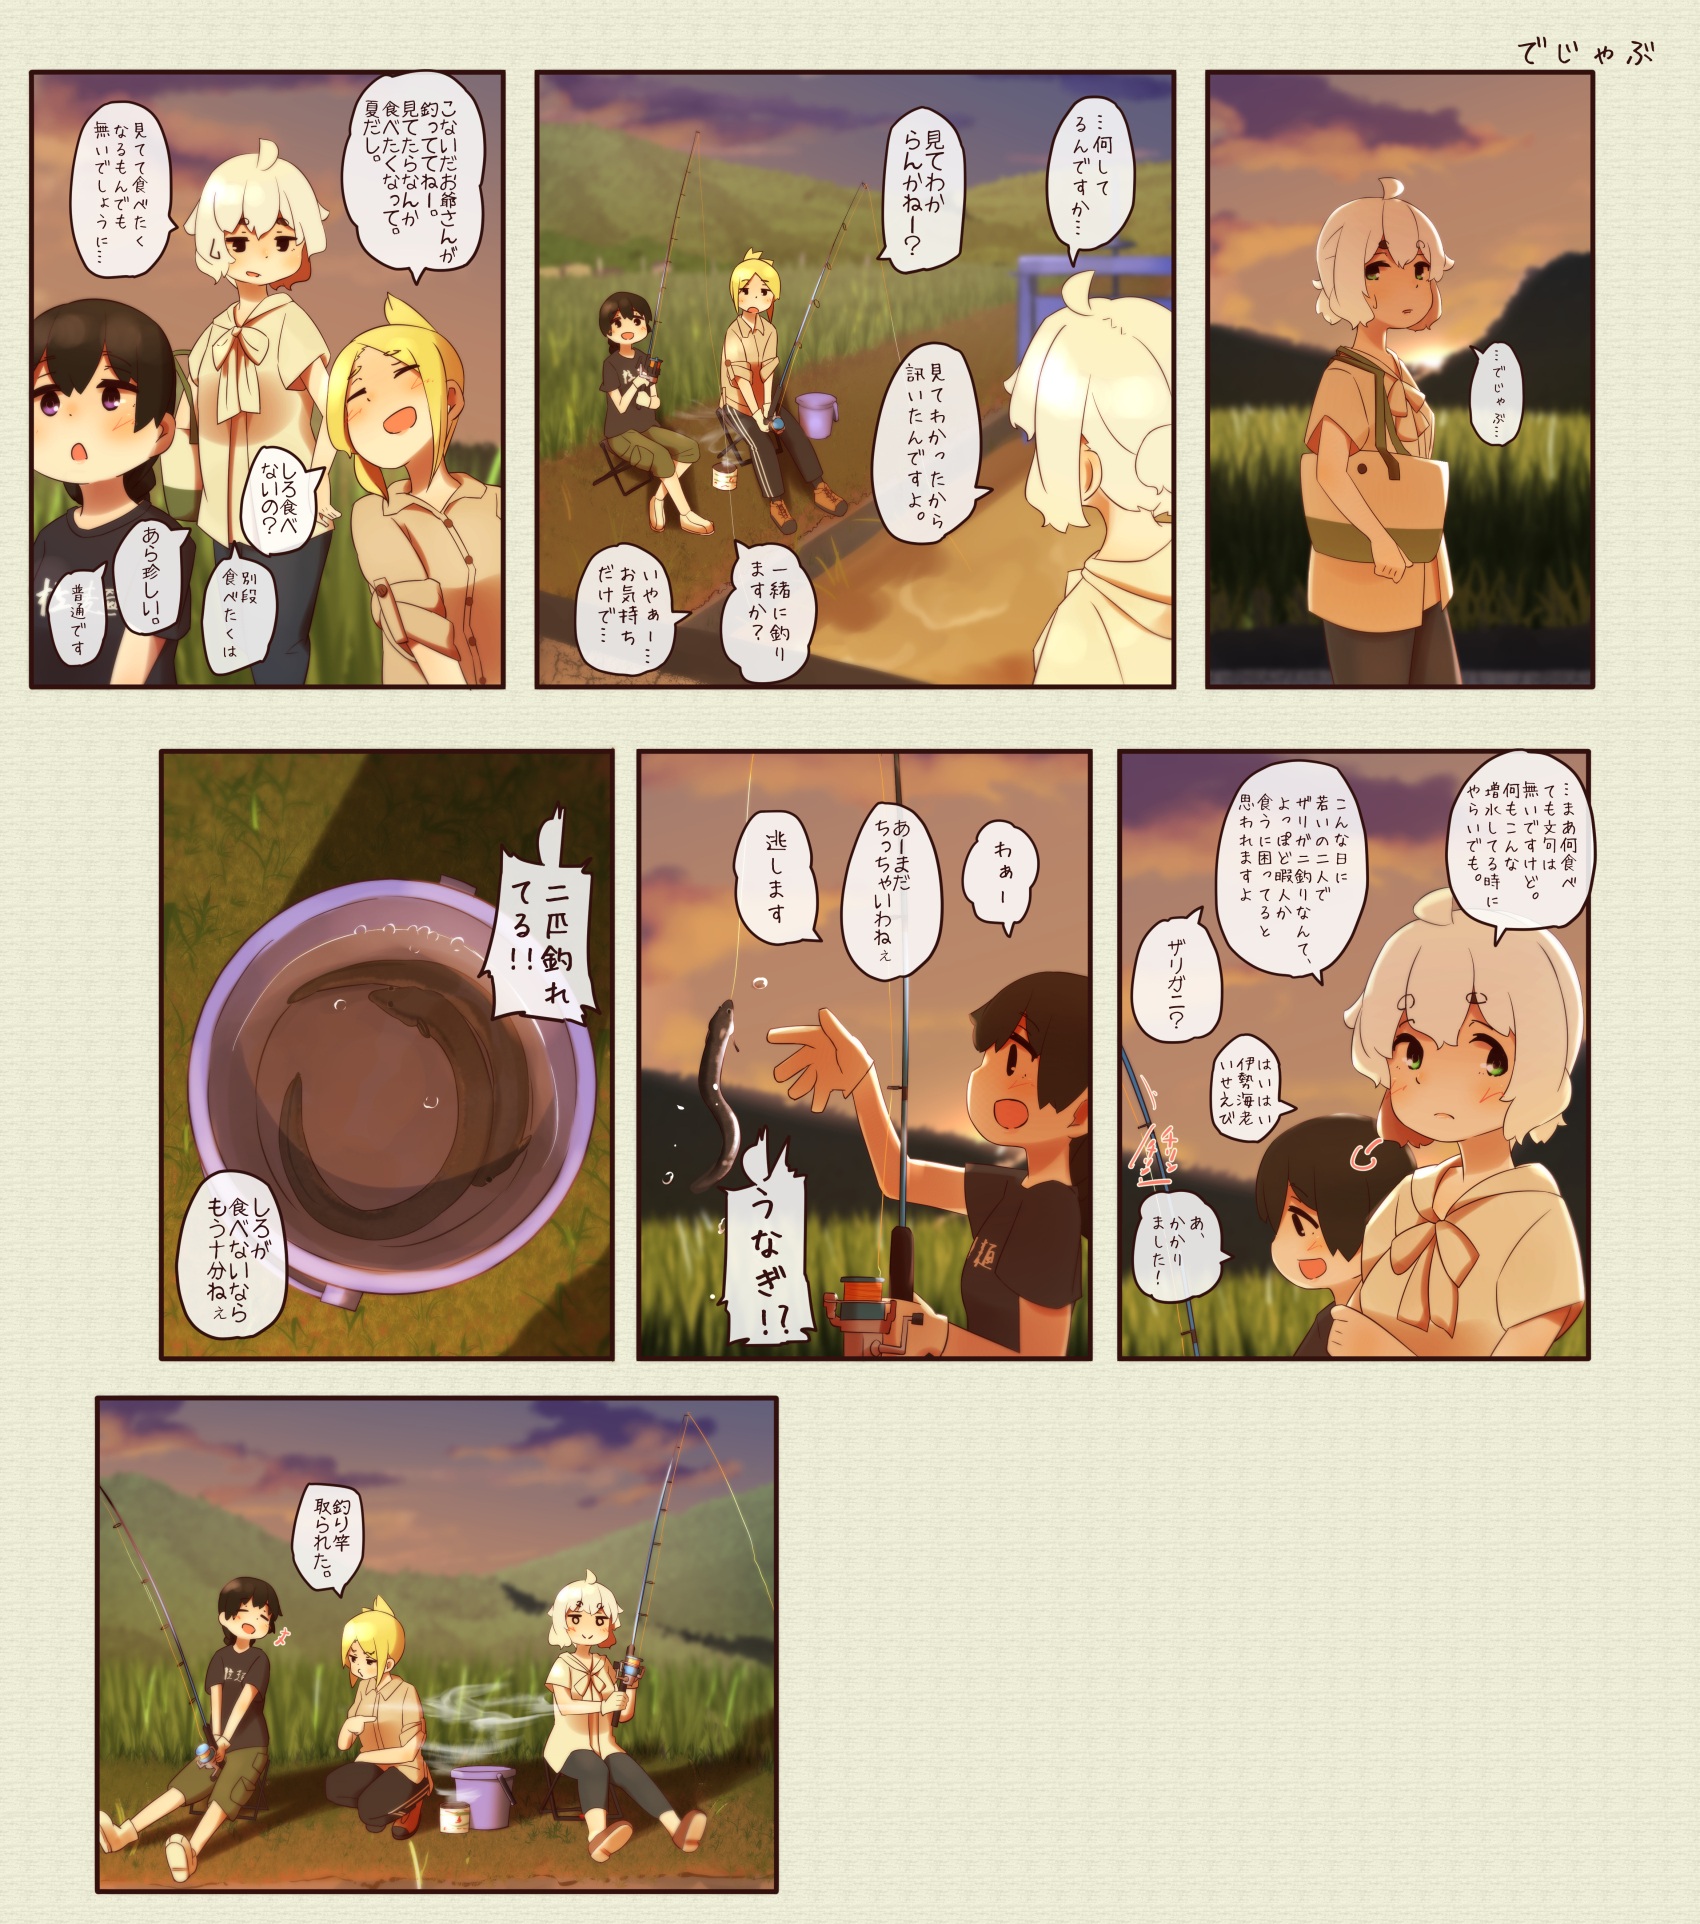 でじゃぶ
…でじゃぶ…
…何して
るんですか…
見てわか
らんかねー？
見てわかったから
訊いたんですよ。
一緒に釣り
ますか？
いやぁー…
お気持ち
だけで…
こないだお爺さんが
釣っててねー。
見てたらなんか
食べたくなって。
夏だし。
見てて食べたく
なるもんでも
無いでしょうに…
しろ食べ
ないの？
別段
食べたくは
あら珍しい。
普通です
…まあ何食べ
ても文句は
無いですけど。
何もこんな
増水してる時に
やらいでも。
こんな日に
若いの二人で
ザリガニ釣りなんて、
よっぽど暇人か
食うに困ってると
思われますよ
ザリガニ？
はいはい
伊勢海老
いせえび
チリン
チリン
あ、
かかり
ました！
わぁー
あーまだ
ちっちゃいわねぇ
逃します
うなぎ！？
二匹釣れ
てる！！
しろが
食べないなら
もう十分ねぇ
釣り竿
取られた。